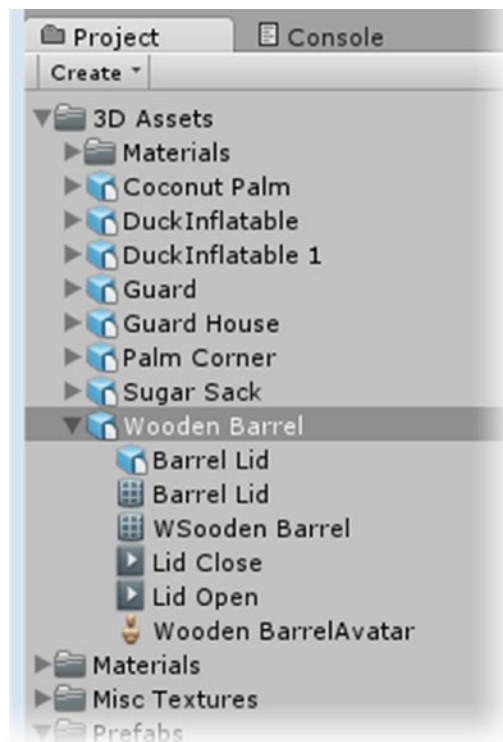 Project Console
Create
3D Assets
Materials
Coconut Palm
DuckInflatable
DuckInflatable 1
Guard
Guard House
Palm Corner
Sugar Sack
Wooden Barrel
Barrel Lid
Barrel Lid
WSooden Barrel
Lid Close
Lid Open
Wooden BarrelAvatar
Materials
Misc Textures
Prefabs